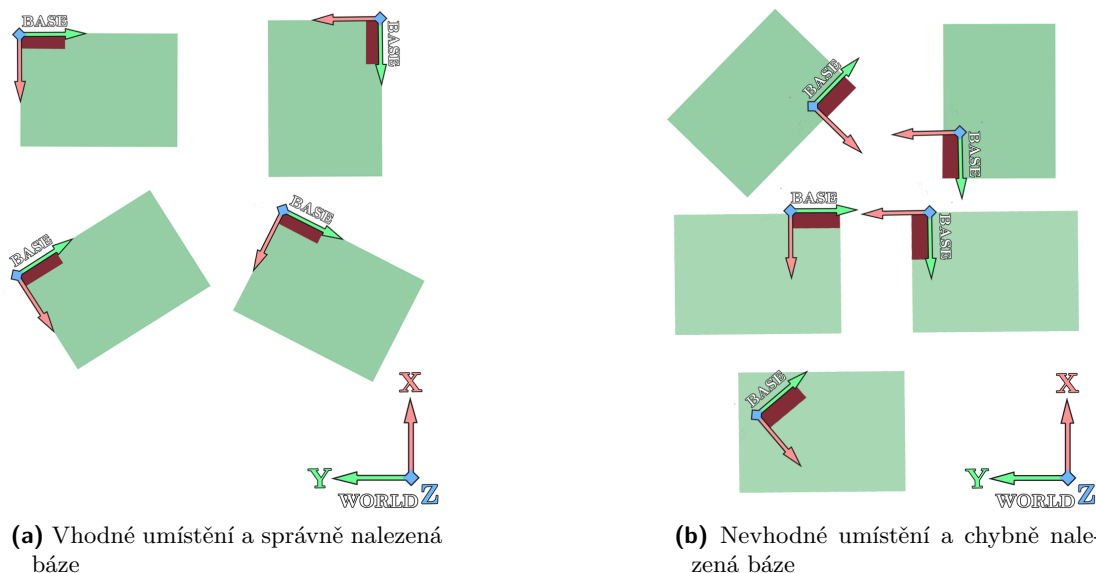 BASE
BASE
BASE
BASE
X
Y
WORLD
Z
(a) Vhodné umístění a správně nalezená
báze
BASE
BASE
BASE
BASE
BASE
X
Y
WORLD
Z
(b) Nevhodné umístění a chybně nale-
zená báze